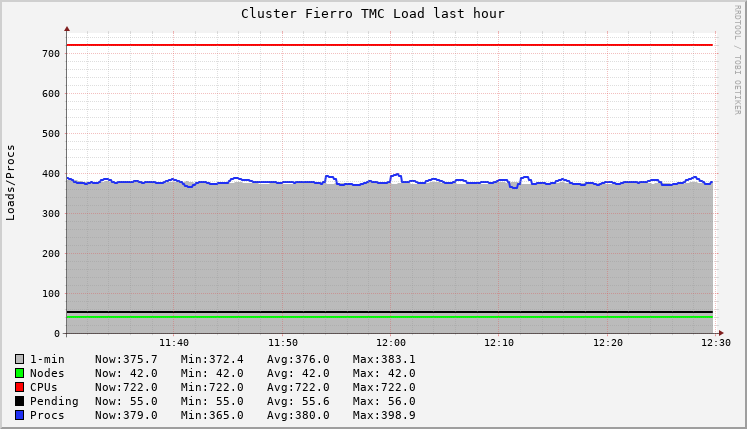 Cluster Fierro TMC Load last hour
RRDTOOL / TOBI OETIKER
Loads/Procs
700
600
500
400
300
200
100
0
11:40 11:50 12:00 12:10 12:20 12:30
1-min Now:375.7 Min:372.4 Avg:376.0 Max:383.1
Nodes Now: 42.0 Min: 42.0 Avg: 42.0 Max: 42.0
CPUs Now:722.0 Min:722.0 Avg:722.0 Max:722.0
Pending Now: 55.0 Min: 55.0 Avg: 55.6 Max: 56.0
Procs Now:379.0 Min:365.0 Avg:380.0 Max:398.9